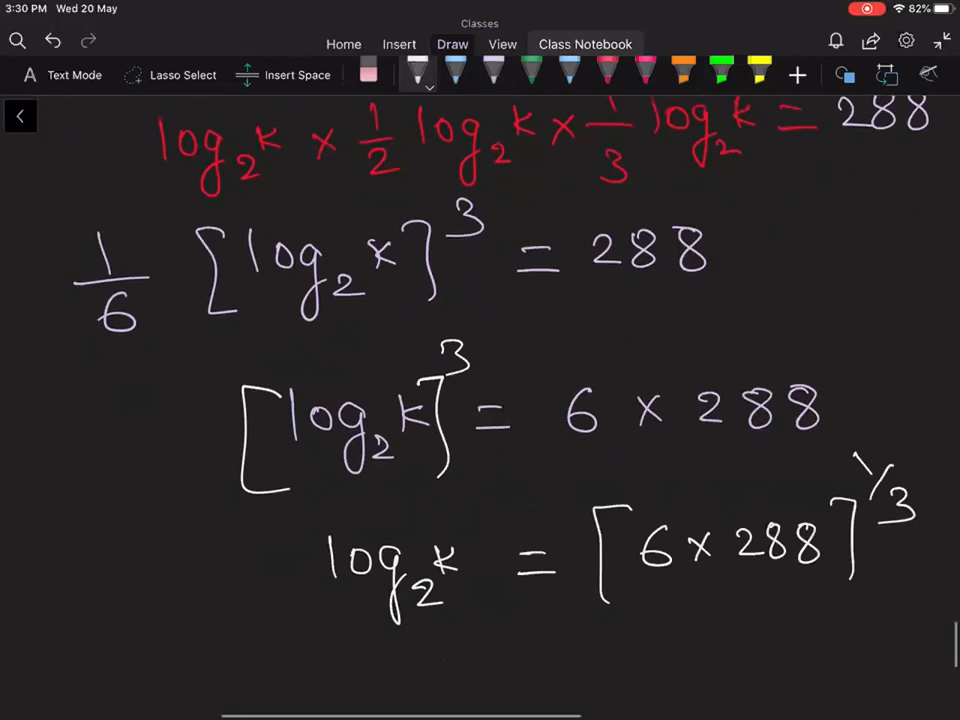 3:30 PM Wed 20 May
82%
Classes
Home Insert Draw View Class Notebook
A Text Mode Lasso Select Insert Space
log₂k × 1/2 log₂k × 1/3 log₂k = 288
1/6 [log₂k]³ = 288
[log₂k]³ = 6 × 288
log₂k = [6 × 288]^1/3